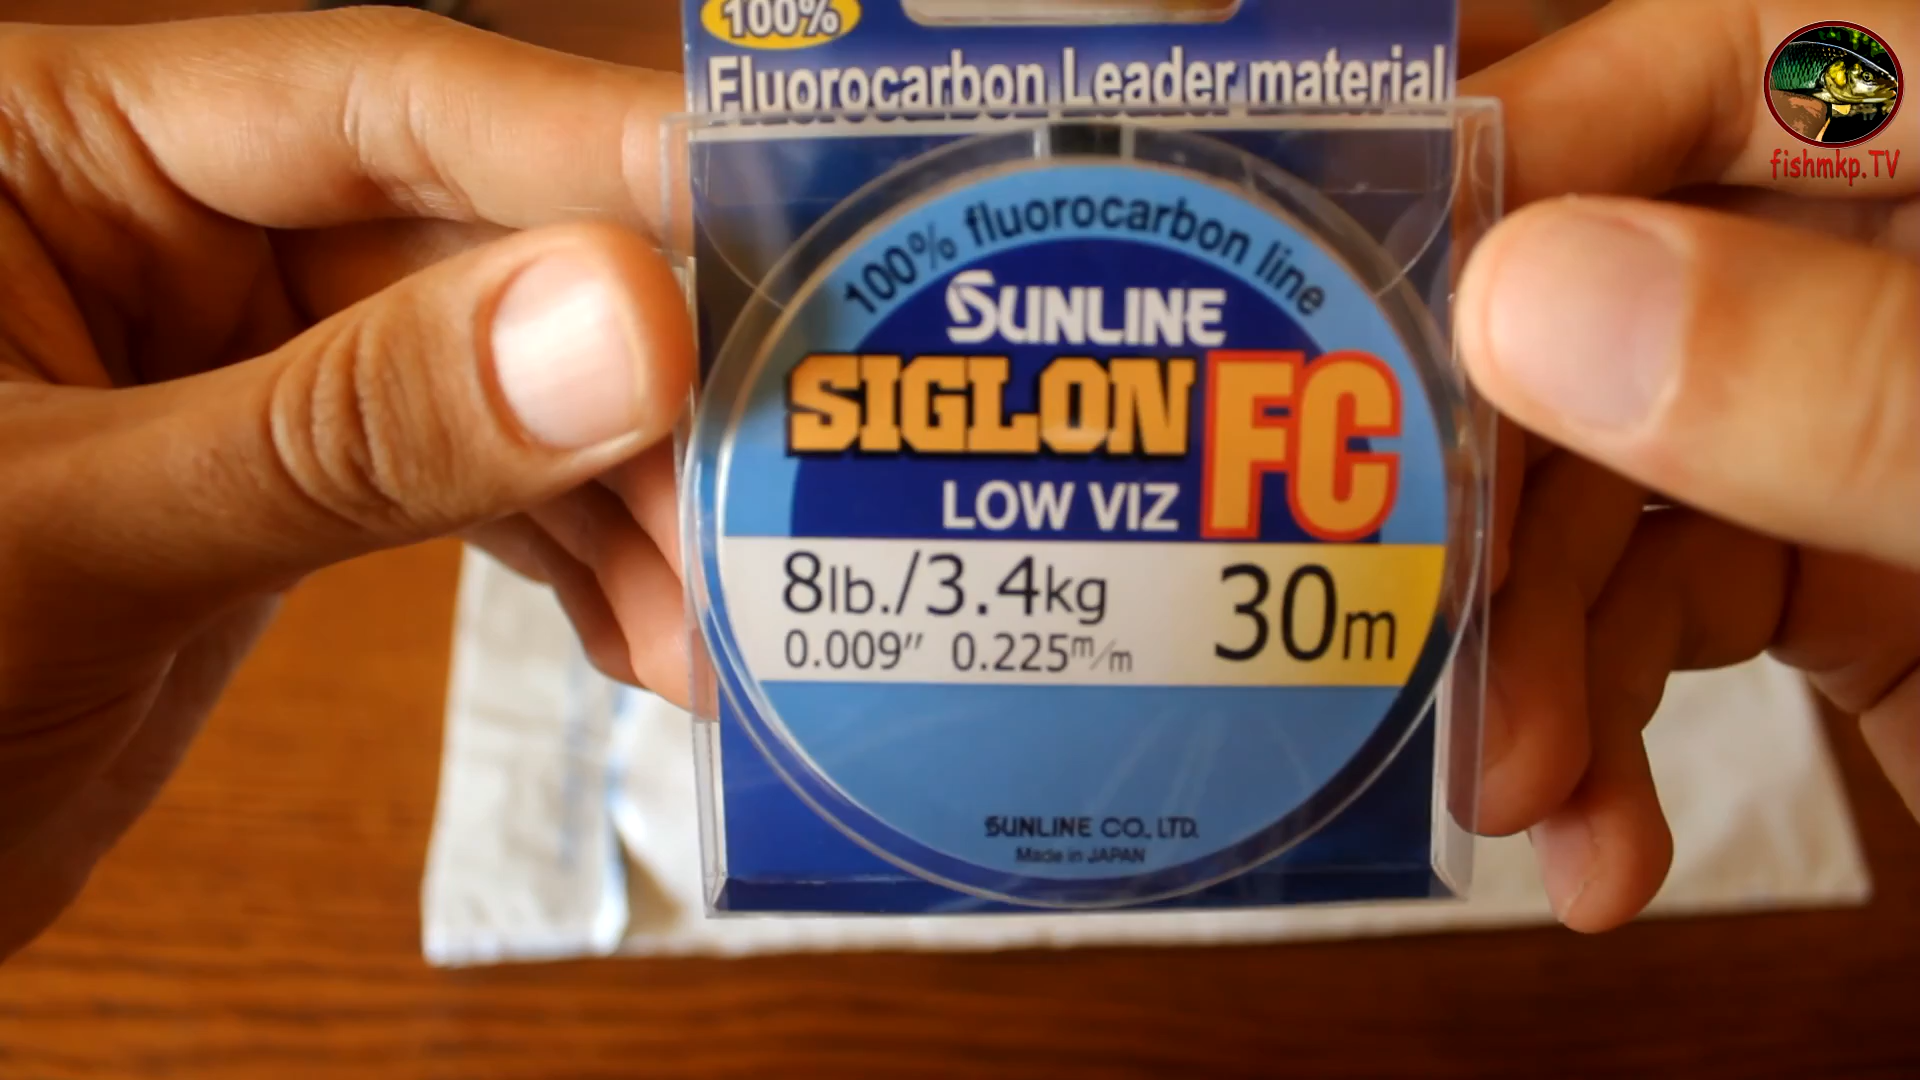 100%
Fluorocarbon Leader material
fishmkp.TV
100% fluorocarbon line
SUNLINE
SIGLON FC
LOW VIZ
8lb./3.4kg
0.009” 0.225m/m
30m
SUNLINE CO., LTD.
Made in JAPAN